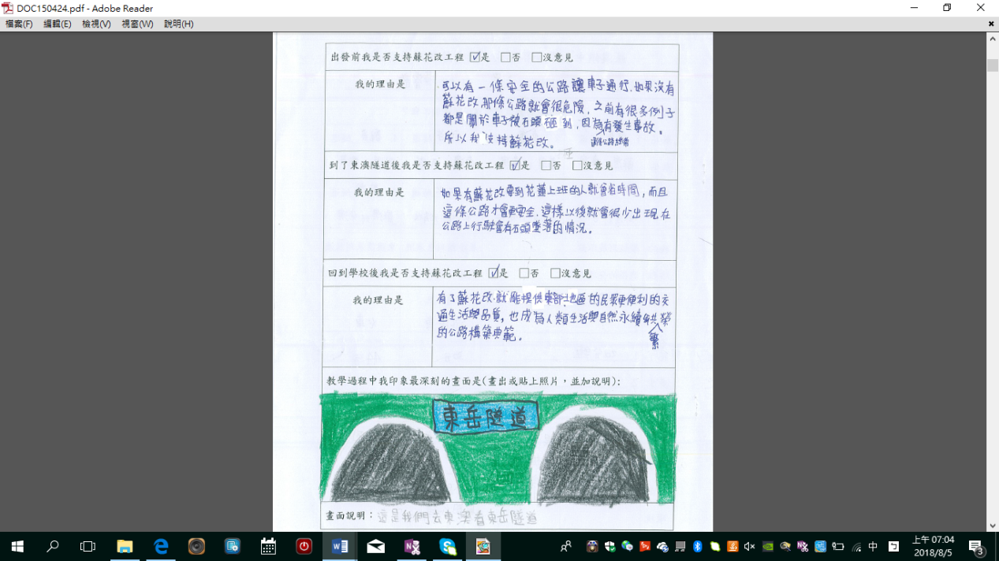 DOC150424.pdf - Adobe Reader
檔案(F) 編輯(E) 檢視(V) 視窗(W) 說明(H)
出發前我是否支持蘇花改工程 ☑是 □否 □沒意見
我的理由是
可以為一條安全的公路讓車子通行.如果沒有
蘇花改,那條公路就會很危險,之前有很多例子
都是關於車子被石頭砸到,因為有發生事故。
所以我支持蘇花改。
到了東澳隧道後我是否支持蘇花改工程 ☑是 □否 □沒意見
我的理由是
如果有蘇花改要到花蓮上班的人就會省時間,而且
這條公路才會更安全.這樣以後就會很少出現在
公路上行駛會有石頭墜落的情況。
回到學校後我是否支持蘇花改工程 ☑是 □否 □沒意見
我的理由是
有了蘇花改.就能提供東部地區的民眾更便利的交
通生活與品質,也成為人類生活與自然永續共繁榮
的公路構築典範。
教學過程中我印象最深刻的畫面是(畫出或貼上照片,並加說明):
東岳隧道
畫面說明:這是我們去東澳看東岳隧道
中
上午 07:04
2018/8/5
3